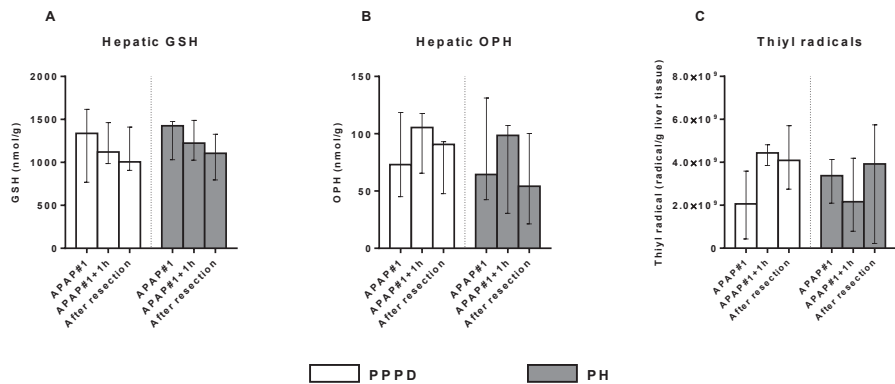 A
Hepatic GSH
GSH (nmol/g)
2000
1500
1000
500
0
APAP#1
APAP#1+1h
After resection
APAP#1
APAP#1+1h
After resection
B
Hepatic OPH
OPH (nmol/g)
150
100
50
0
APAP#1
APAP#1+1h
After resection
APAP#1
APAP#1+1h
After resection
C
Thiyl radicals
Thiyl radical (radical/g liver tissue)
8.0×10⁹
6.0×10⁹
4.0×10⁹
2.0×10⁹
0
APAP#1
APAP#1+1h
After resection
APAP#1
APAP#1+1h
After resection
PPPD
PH